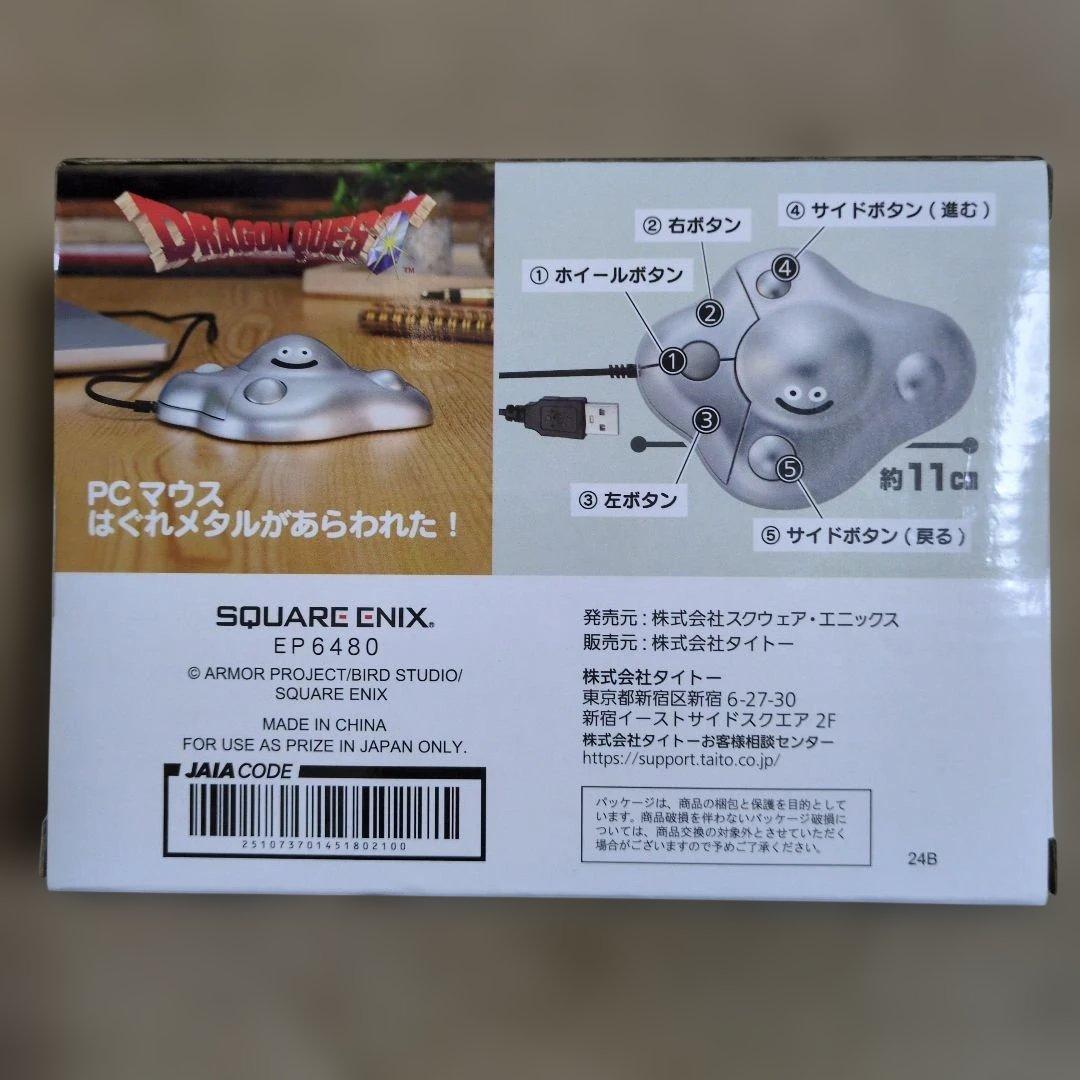 DRAGON QUEST
TM
PCマウス
はぐれメタルがあらわれた！
④ サイドボタン(進む)
② 右ボタン
① ホイールボタン
④
②
①
③
⑤
約11cm
③ 左ボタン
⑤ サイドボタン(戻る)
SQUARE ENIX®
EP6480
© ARMOR PROJECT/BIRD STUDIO/
SQUARE ENIX
MADE IN CHINA
FOR USE AS PRIZE IN JAPAN ONLY.
JAIA CODE
251073701451802100
発売元：株式会社スクウェア・エニックス
販売元：株式会社タイトー
株式会社タイトー
東京都新宿区新宿 6-27-30
新宿イーストサイドスクエア 2F
株式会社タイトーお客様相談センター
https://support.taito.co.jp/
パッケージは、商品の梱包と保護を目的として
います。商品破損を伴わないパッケージ破損に
ついては、商品交換の対象外とさせていただく
場合がございますので予めご了承ください。
24B